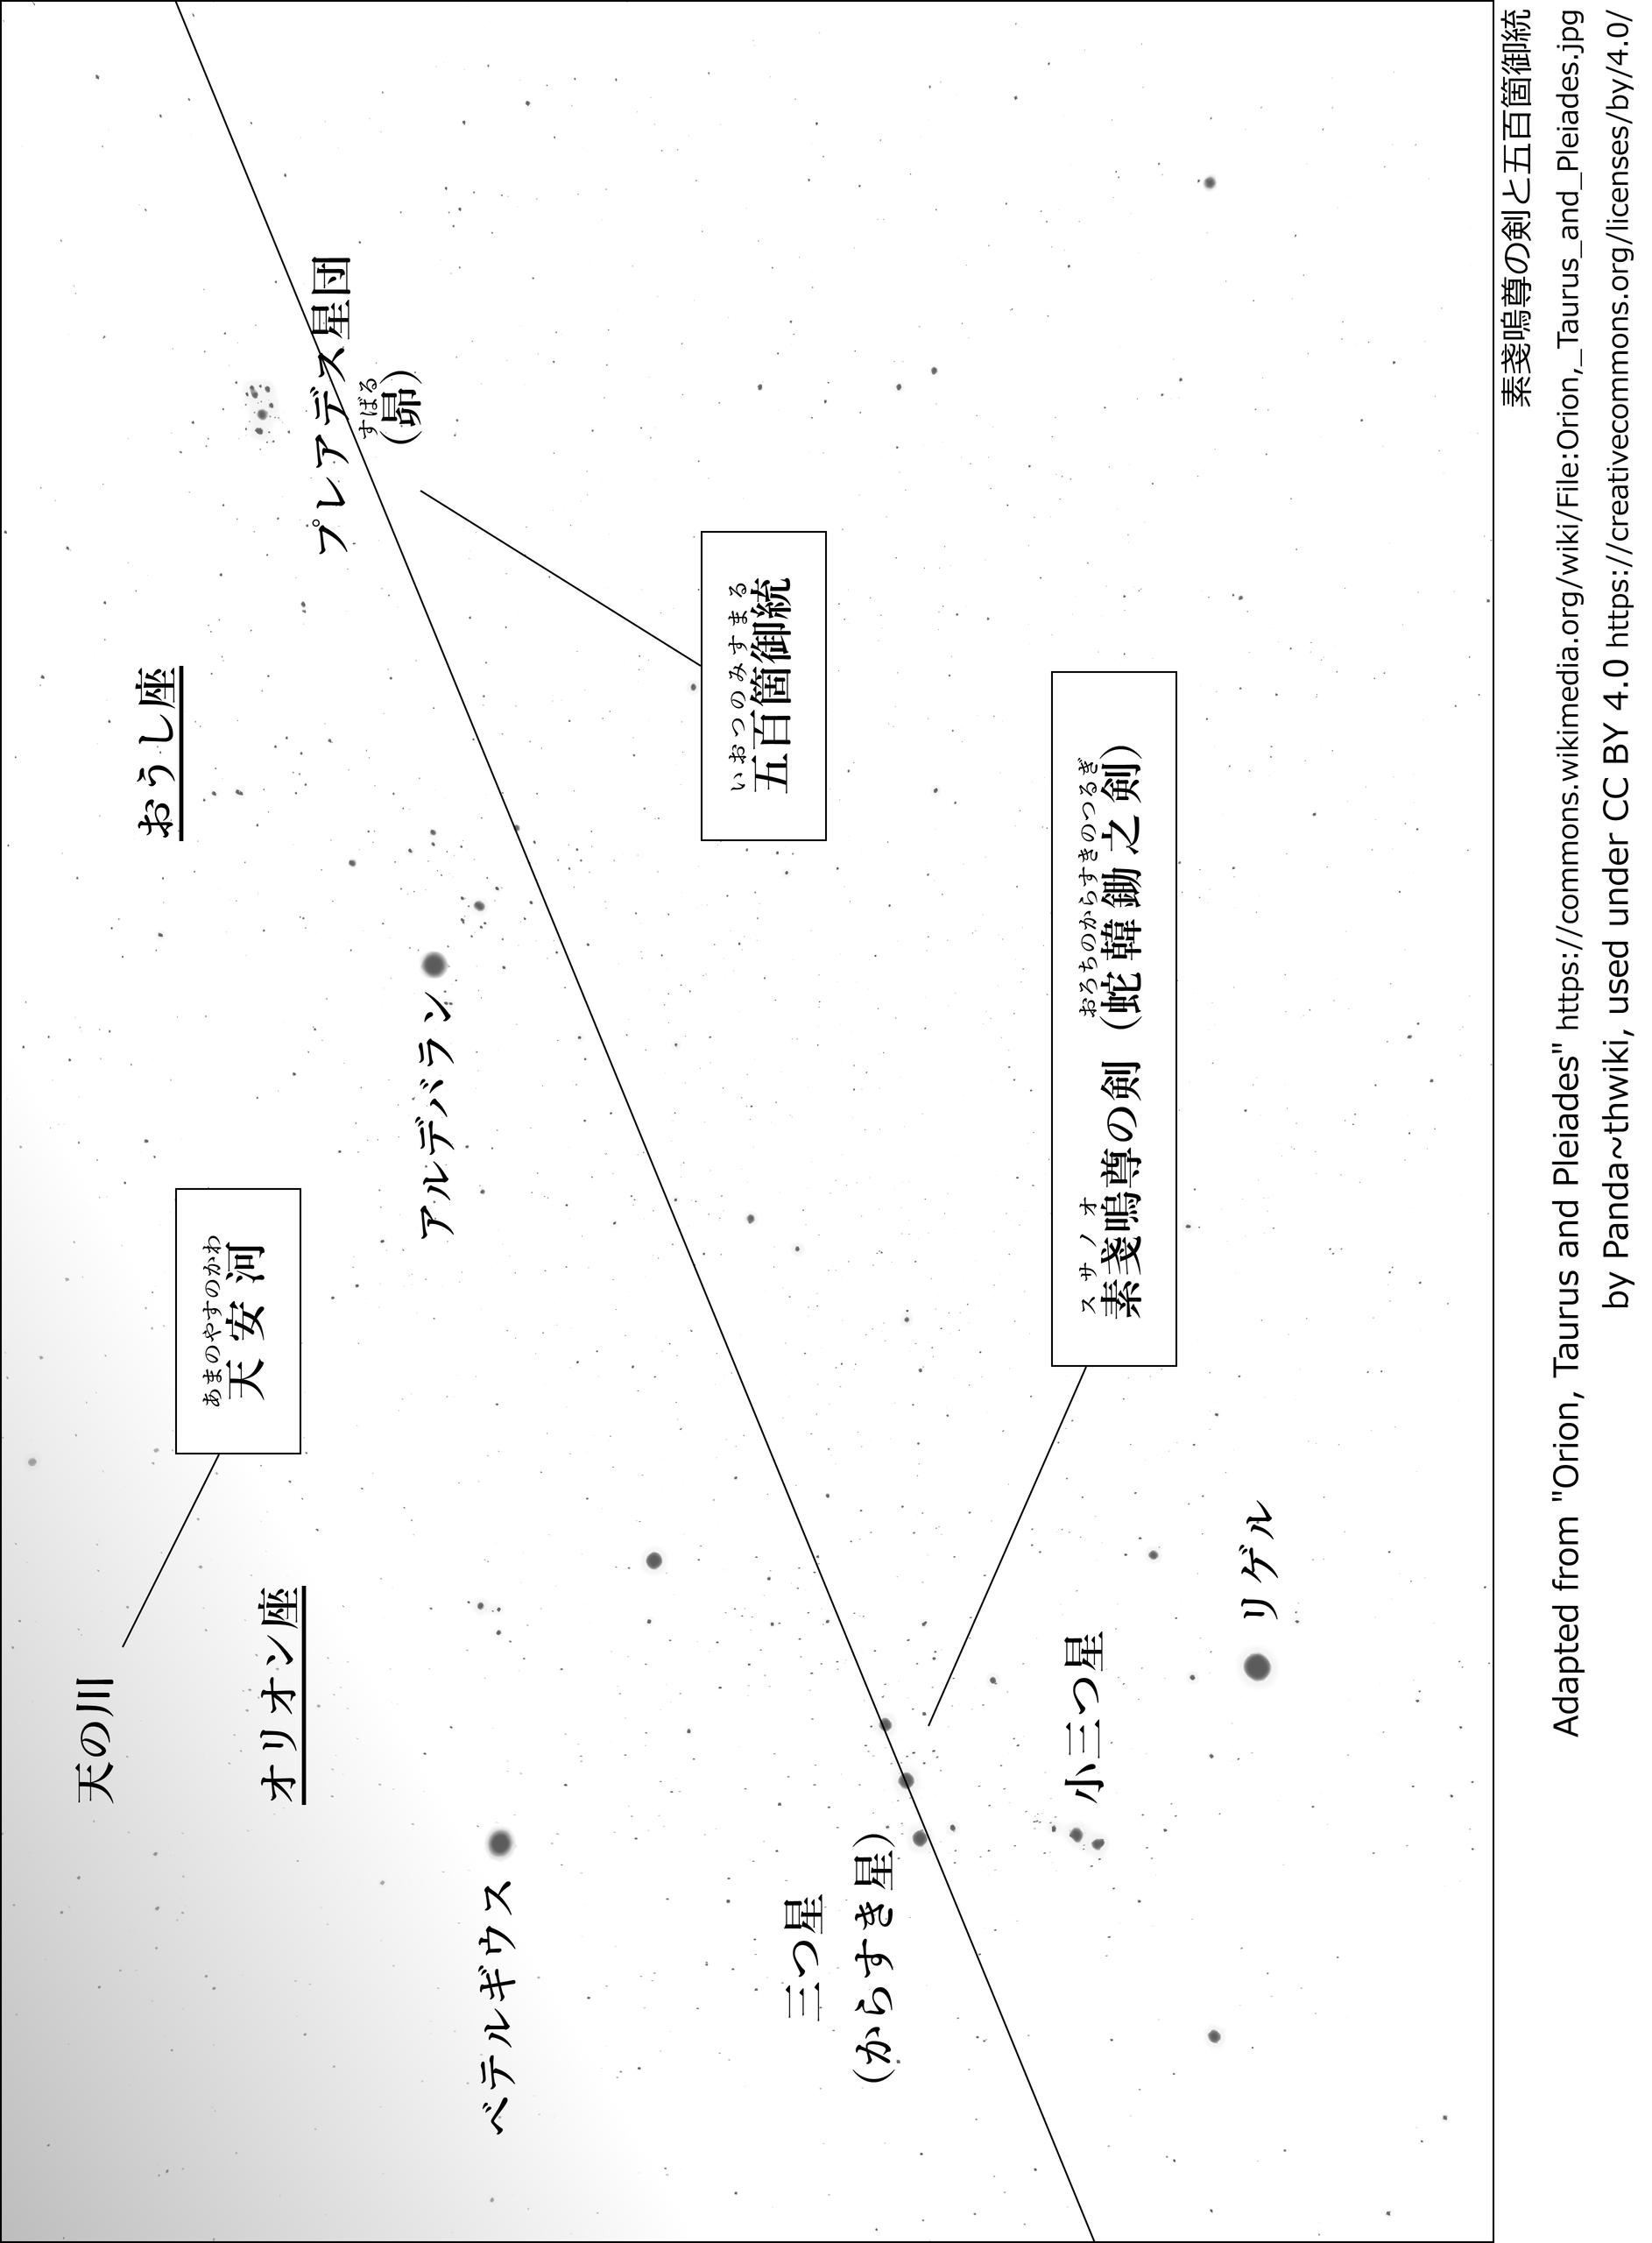 プレアデス星団
すばる
(昴)
おうし座
いおつのみすまる
五百箇御統
アルデバラン
あまのやすのかわ
天安河
おろちのからすきのつるぎ
スサノオ
素戔嗚尊の剣 (蛇韓鋤之剣)
天の川
オリオン座
リゲル
小三つ星
ベテルギウス
三つ星
(からすき星)
素戔嗚尊の剣と五百箇御統
Adapted from "Orion, Taurus and Pleiades" https://commons.wikimedia.org/wiki/File:Orion,_Taurus_and_Pleiades.jpg
by Panda~thwiki, used under CC BY 4.0 https://creativecommons.org/licenses/by/4.0/